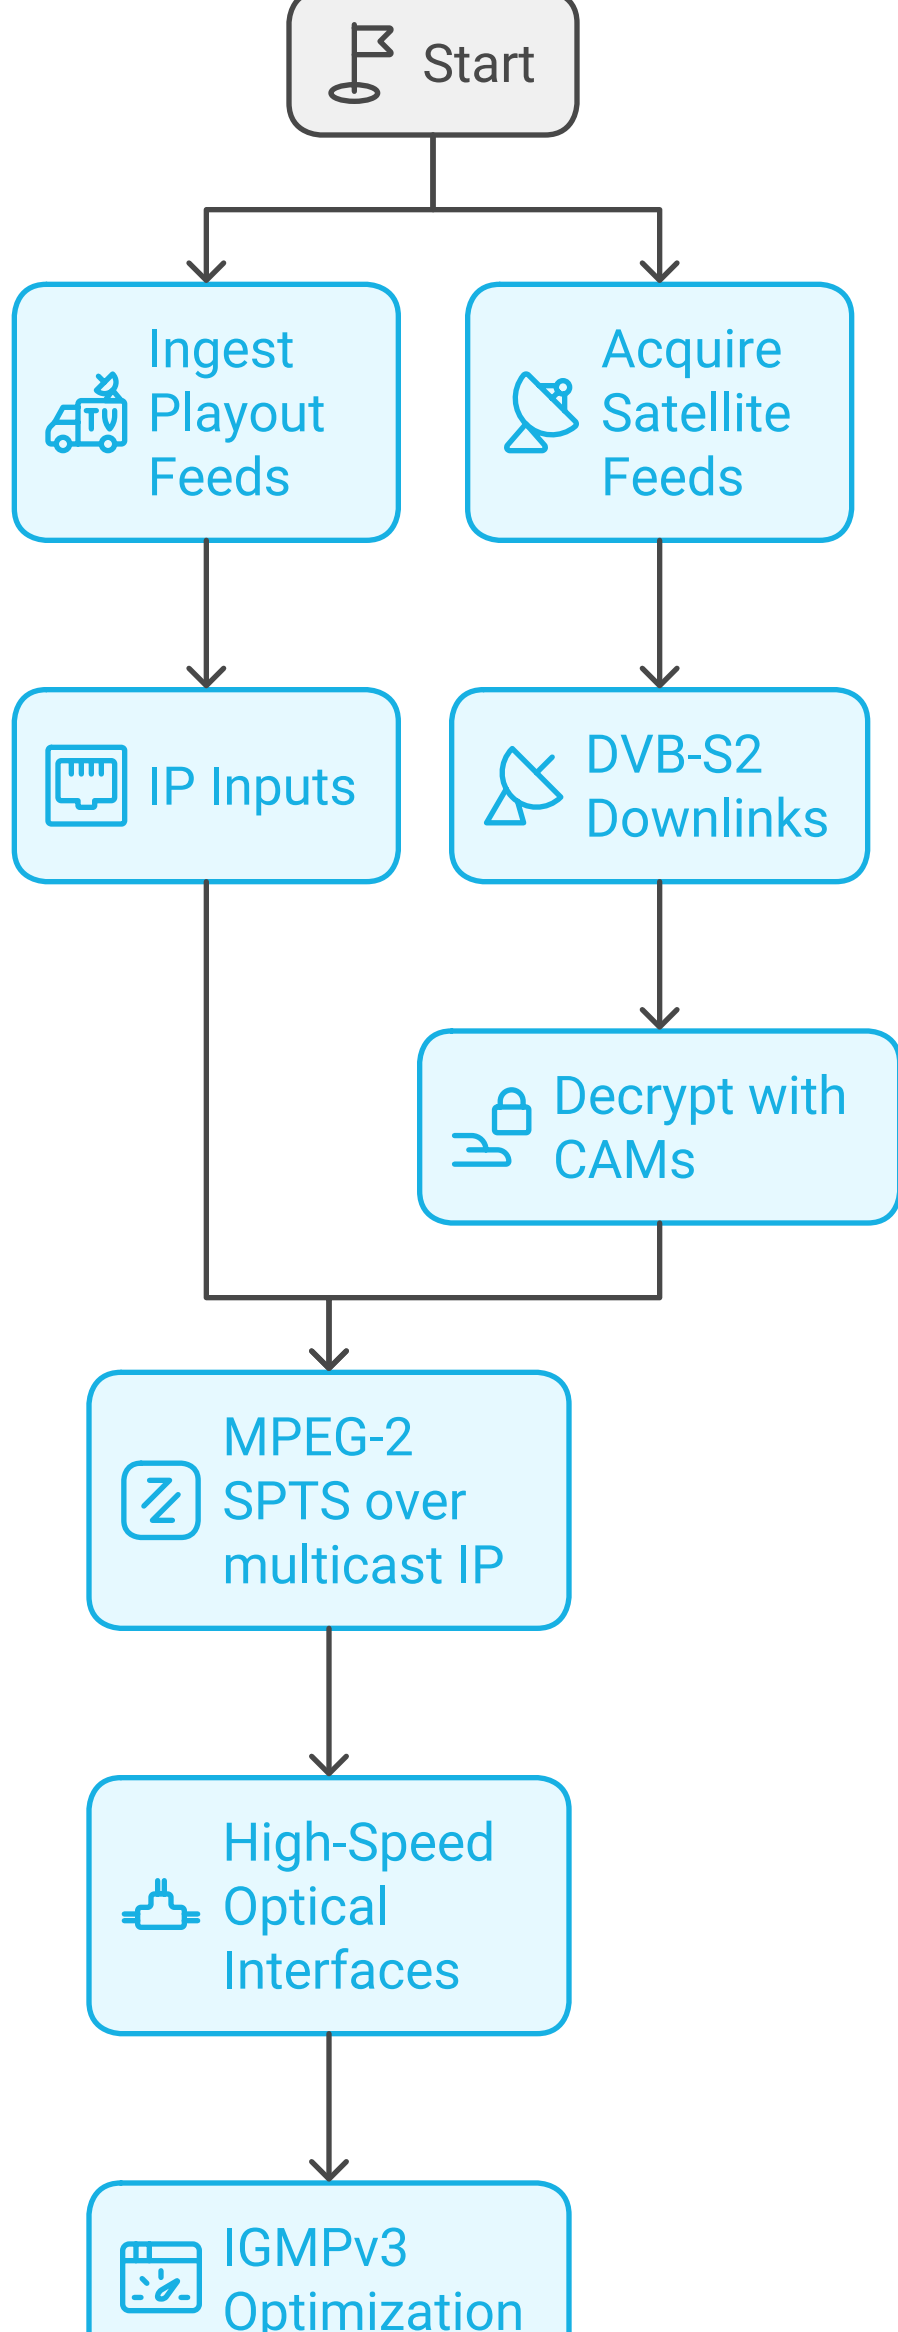 Start
Ingest
Playout
Feeds
Acquire
Satellite
Feeds
TV
IP Inputs
DVB-S2
Downlinks
Decrypt with
CAMs
MPEG-2
SPTS over
multicast IP
High-Speed
Optical
Interfaces
IGMPv3
Optimization